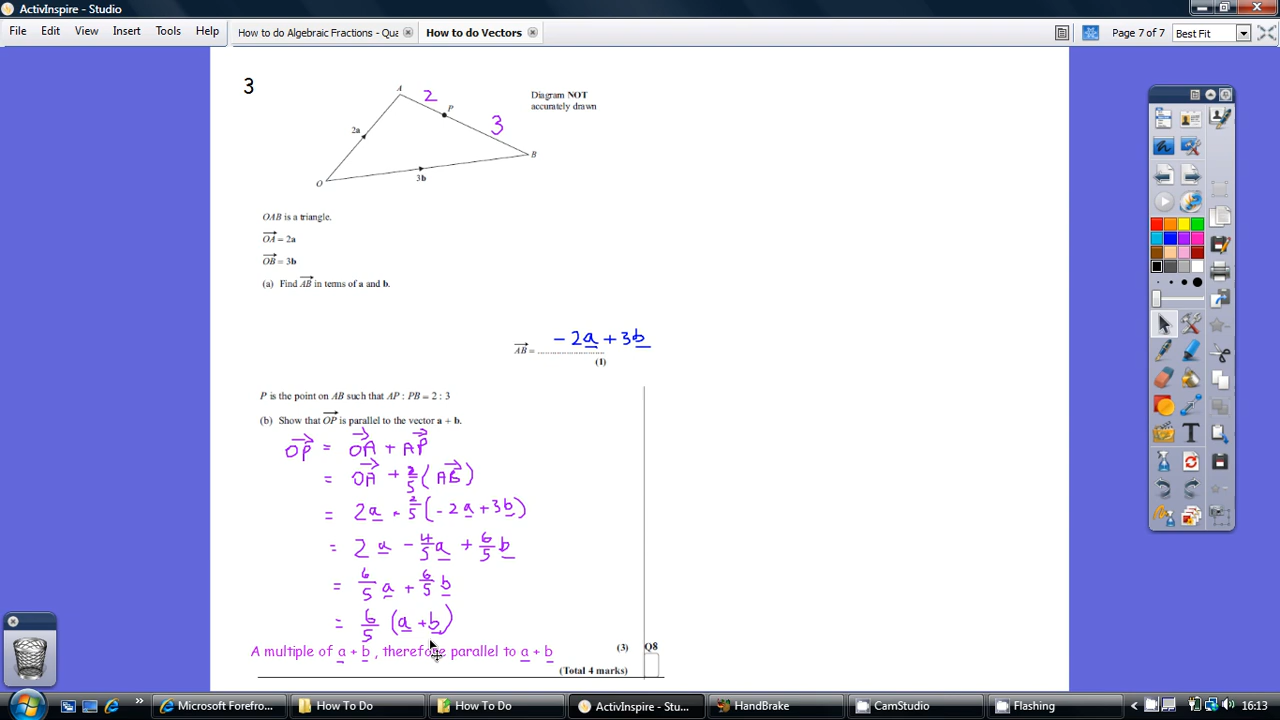 ActivInspire - Studio
File Edit View Insert Tools Help
How to do Algebraic Fractions - Qua
How to do Vectors
Page 7 of 7
Best Fit
3
A
2
P
3
B
2a
O
3b
Diagram NOT
accurately drawn
OAB is a triangle.
OA = 2a
OB = 3b
(a) Find AB in terms of a and b.
AB = - 2a + 3b
(1)
P is the point on AB such that AP : PB = 2 : 3
(b) Show that OP is parallel to the vector a + b.
OP = OA + AP
= OA + 2/5 (AB)
= 2a + 2/5 (-2a + 3b)
= 2a - 4/5 a + 6/5 b
= 6/5 a + 6/5 b
= 6/5 (a + b)
A multiple of a + b , therefore parallel to a + b
(3) Q8
(Total 4 marks)
Microsoft Forefro...
How To Do
How To Do
ActivInspire - Stu...
HandBrake
CamStudio
Flashing
16:13